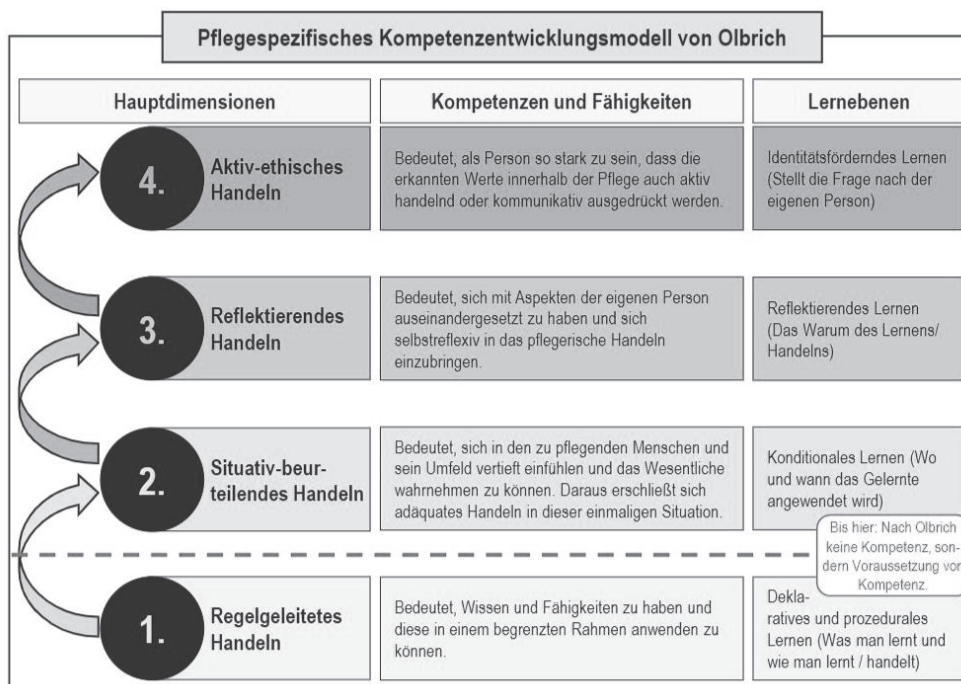 Pflegespezifisches Kompetenzentwicklungsmodell von Olbrich
Hauptdimensionen
Kompetenzen und Fähigkeiten
Lernebenen
4.
Aktiv-ethisches
Handeln
Bedeutet, als Person so stark zu sein, dass die
erkannten Werte innerhalb der Pflege auch aktiv
handelnd oder kommunikativ ausgedrückt werden.
Identitätsförderndes Lernen
(Stellt die Frage nach der
eigenen Person)
3.
Reflektierendes
Handeln
Bedeutet, sich mit Aspekten der eigenen Person
auseinandergesetzt zu haben und sich
selbstreflexiv in das pflegerische Handeln
einzubringen.
Reflektierendes Lernen
(Das Warum des Lernens/
Handelns)
2.
Situativ-beur-
teilendes Handeln
Bedeutet, sich in den zu pflegenden Menschen und
sein Umfeld vertieft einfühlen und das Wesentliche
wahrnehmen zu können. Daraus erschließt sich
adäquates Handeln in dieser einmaligen Situation.
Konditionales Lernen (Wo
und wann das Gelernte
angewendet wird)
Bis hier: Nach Olbrich
keine Kompetenz, son-
dern Voraussetzung von
Kompetenz.
1.
Regelgeleitetes
Handeln
Bedeutet, Wissen und Fähigkeiten zu haben und
diese in einem begrenzten Rahmen anwenden zu
können.
Dekla-
ratives und prozedurales
Lernen (Was man lernt und
wie man lernt / handelt)